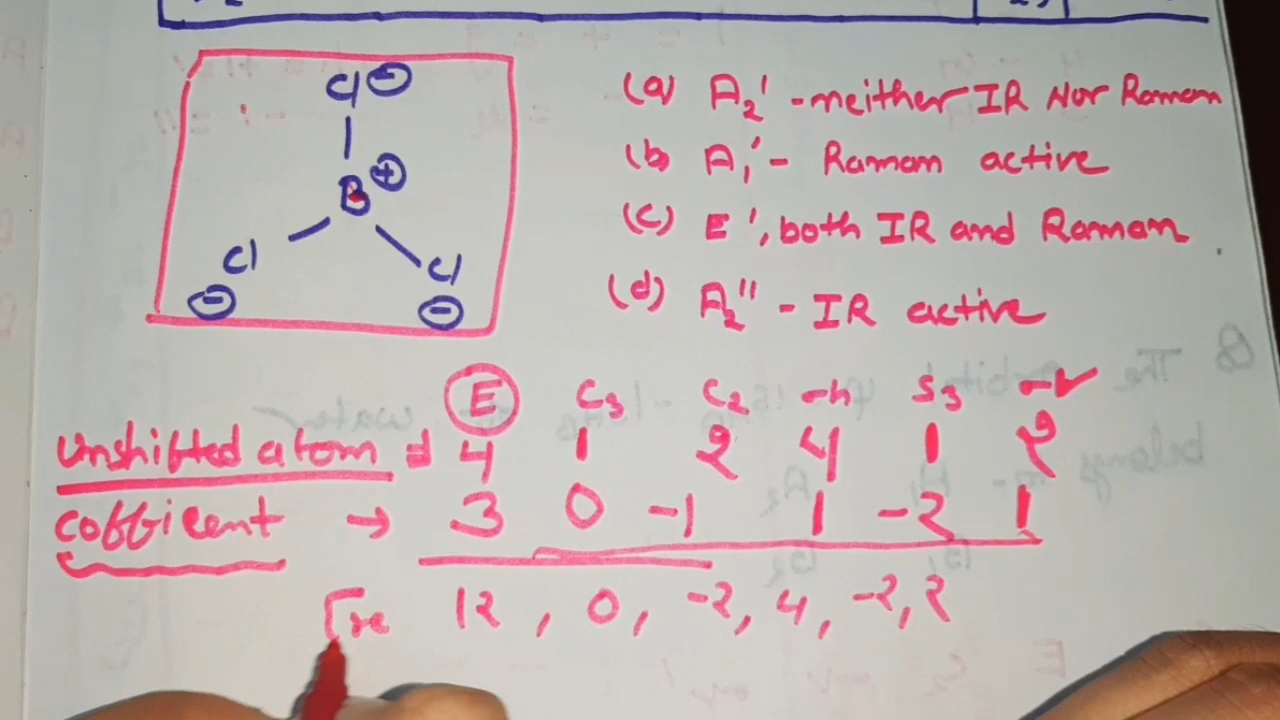 Cl ⊖
B ⊕
Cl Cl
⊖ ⊖
(a) A₂' - neither IR Nor Raman
(b) A₁' - Raman active
(c) E', both IR and Raman
(d) A₂'' - IR active
E C₃ C₂ σh S₃ σv
unshifted atom ⇒ 4 1 2 4 1 2
cofficent → 3 0 -1 1 -2 1
Γre 12 , 0 , -2 , 4 , -2 , 2